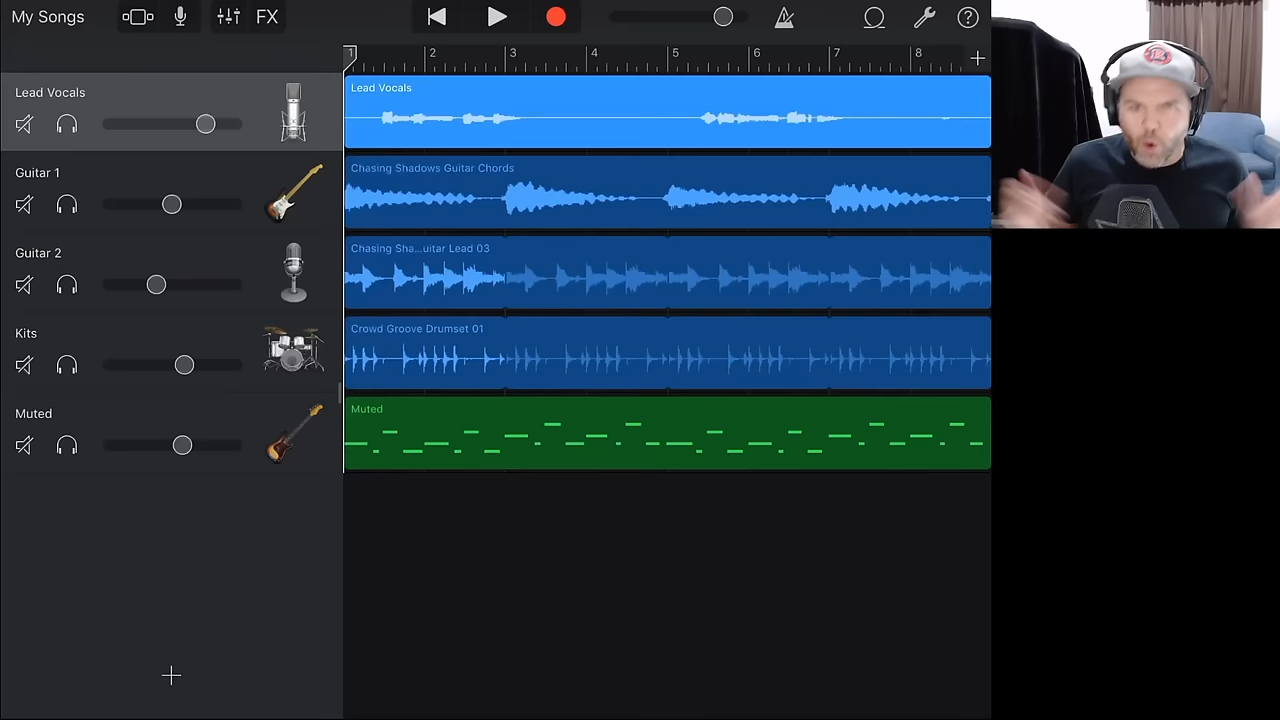 My Songs
FX
1 2 3 4 5 6 7 8
Lead Vocals
Lead Vocals
Guitar 1
Chasing Shadows Guitar Chords
Guitar 2
Chasing Sha...uitar Lead 03
Kits
Crowd Groove Drumset 01
Muted
Muted